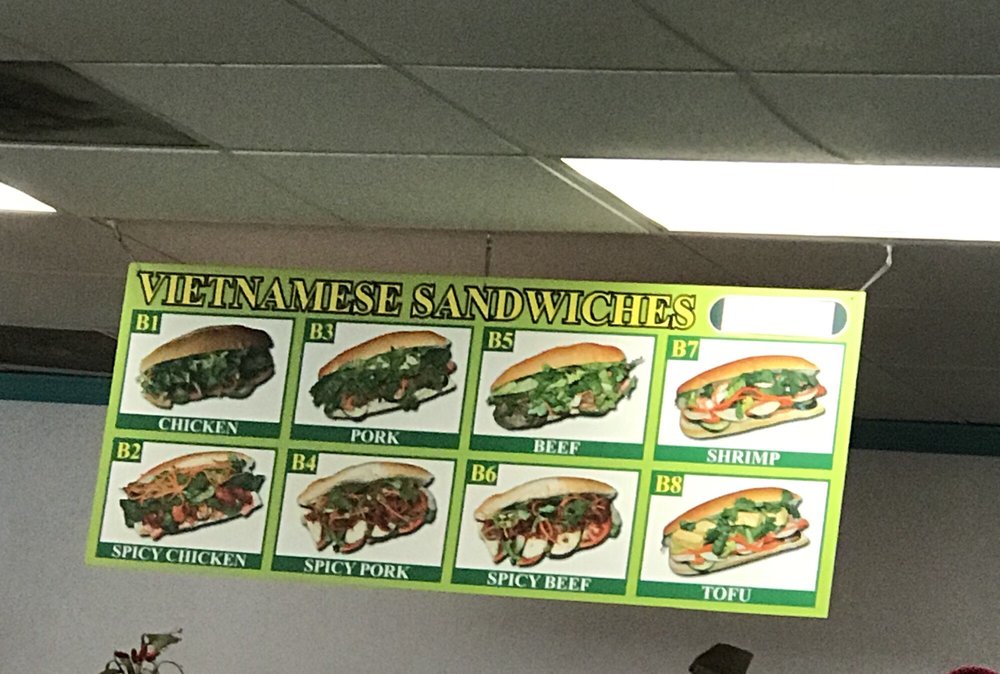 VIETNAMESE SANDWICHES
B1
CHICKEN
B3
PORK
B5
BEEF
B7
SHRIMP
B2
SPICY CHICKEN
B4
SPICY PORK
B6
SPICY BEEF
B8
TOFU